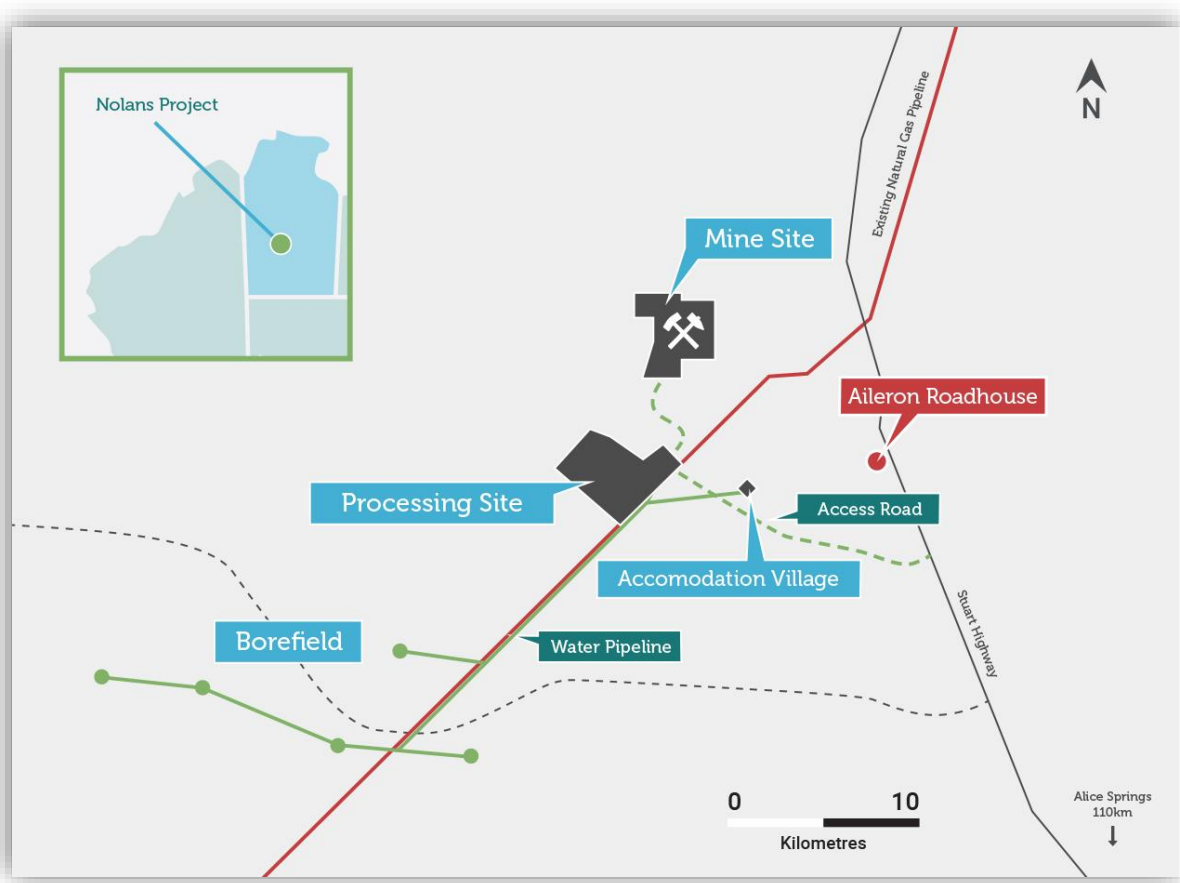 Nolans Project
N
Existing Natural Gas Pipeline
Mine Site
Aileron Roadhouse
Processing Site
Access Road
Accomodation Village
Stuart Highway
Borefield
Water Pipeline
0 10
Kilometres
Alice Springs
110km